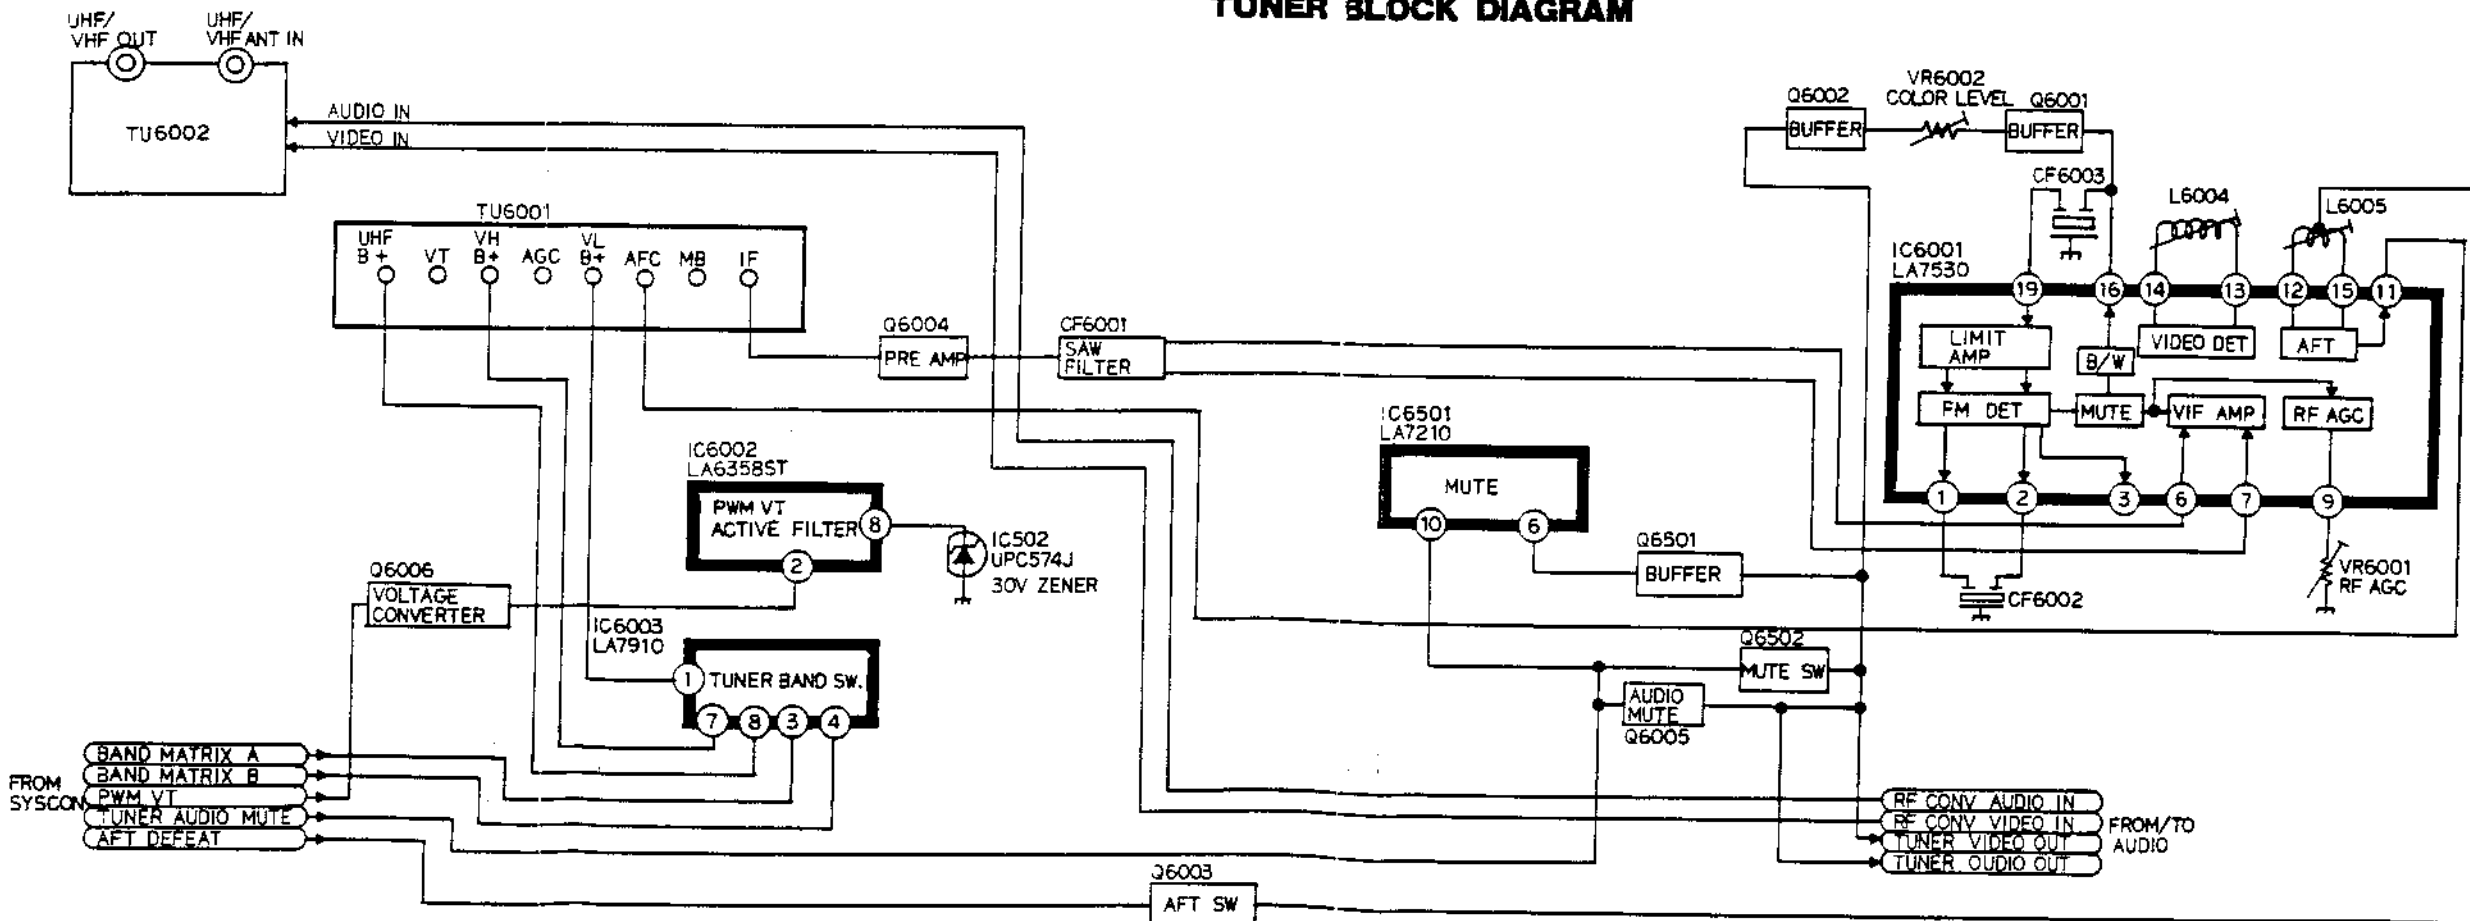 TUNER BLOCK DIAGRAM
UHF/
VHF OUT
UHF/
VHF ANT IN
TU6002
AUDIO IN
VIDEO IN
TU6001
UHF
B+
VT
VH
B+
AGC
VL
B+
AFC
MB
IF
Q6004
PRE AMP
CF6001
SAW
FILTER
Q6002
BUFFER
VR6002
COLOR LEVEL
Q6001
BUFFER
CF6003
L6004
L6005
IC6001
LA7530
19
16
14
13
12
15
11
LIMIT
AMP
B/W
VIDEO DET
AFT
FM DET
MUTE
VIF AMP
RF AGC
1
2
3
6
7
9
CF6002
VR6001
RF AGC
IC6501
LA7210
MUTE
10
6
Q6501
BUFFER
Q6502
MUTE SW
AUDIO
MUTE
Q6005
IC6002
LA6358ST
PWM VT
ACTIVE FILTER
8
2
IC502
UPC574J
30V ZENER
Q6006
VOLTAGE
CONVERTER
IC6003
LA7910
1
TUNER BAND SW.
7
8
3
4
FROM
SYSCON
BAND MATRIX A
BAND MATRIX B
PWM VT
TUNER AUDIO MUTE
AFT DEFEAT
Q6003
AFT SW
RF CONV AUDIO IN
RF CONV VIDEO IN
TUNER VIDEO OUT
TUNER OUDIO OUT
FROM/TO
AUDIO